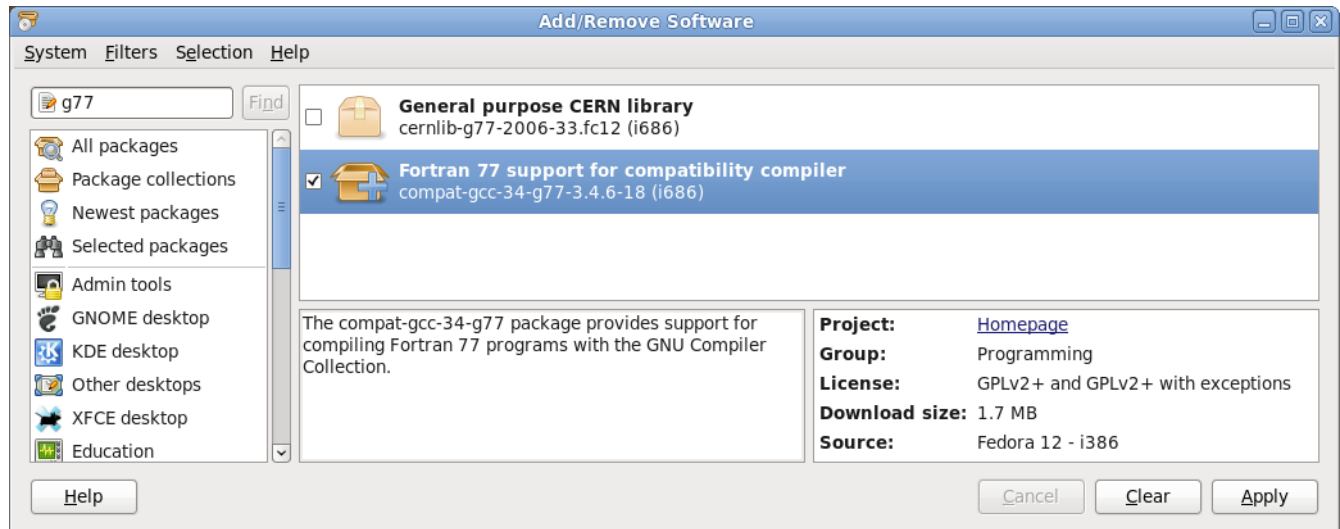 Add/Remove Software
System Filters Selection Help
g77
Find
All packages
Package collections
Newest packages
Selected packages
Admin tools
GNOME desktop
KDE desktop
Other desktops
XFCE desktop
Education
General purpose CERN library
cernlib-g77-2006-33.fc12 (i686)
Fortran 77 support for compatibility compiler
compat-gcc-34-g77-3.4.6-18 (i686)
The compat-gcc-34-g77 package provides support for
compiling Fortran 77 programs with the GNU Compiler
Collection.
Project: Homepage
Group: Programming
License: GPLv2+ and GPLv2+ with exceptions
Download size: 1.7 MB
Source: Fedora 12 - i386
Help
Cancel
Clear
Apply